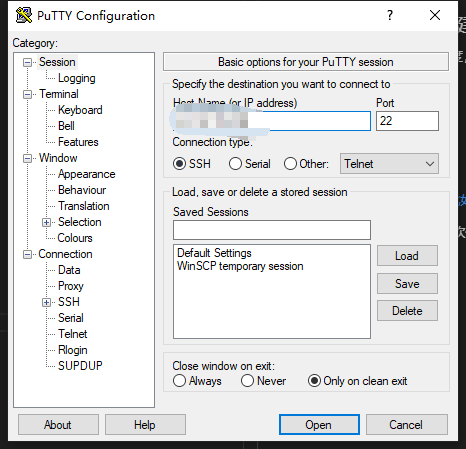 PuTTY Configuration
?
Category:
Session
Logging
Terminal
Keyboard
Bell
Features
Window
Appearance
Behaviour
Translation
Selection
Colours
Connection
Data
Proxy
SSH
Serial
Telnet
Rlogin
SUPDUP
Basic options for your PuTTY session
Specify the destination you want to connect to
Host Name (or IP address)
Port
22
Connection type:
SSH
Serial
Other:
Telnet
Load, save or delete a stored session
Saved Sessions
Default Settings
WinSCP temporary session
Load
Save
Delete
Close window on exit:
Always
Never
Only on clean exit
About
Help
Open
Cancel